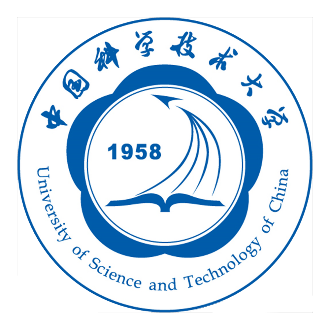 中国科学技术大学
1958
University of Science and Technology of China